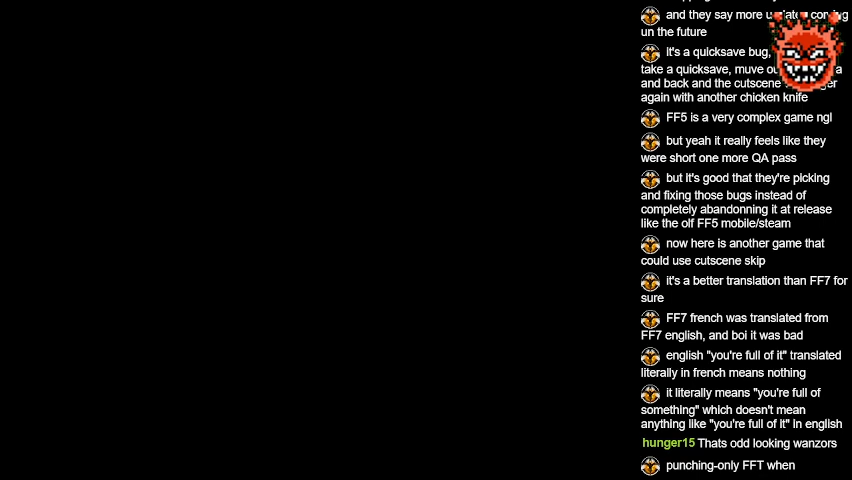 and they say more
un the future
it's a quicksave bug,
take a quicksave, muve a
and back and the cutscene
again with another chicken knife
FF5 is a very complex game ngl
but yeah it really feels like they
were short one more QA pass
but it's good that they're picking
and fixing those bugs instead of
completely abandonning it at release
like the olf FF5 mobile/steam
now here is another game that
could use cutscene skip
it's a better translation than FF7 for
sure
FF7 french was translated from
FF7 english, and boi it was bad
english "you're full of it" translated
literally in french means nothing
it literally means "you're full of
something" which doesn't mean
anything like "you're full of it" in english
hunger15 Thats odd looking wanzors
punching-only FFT when